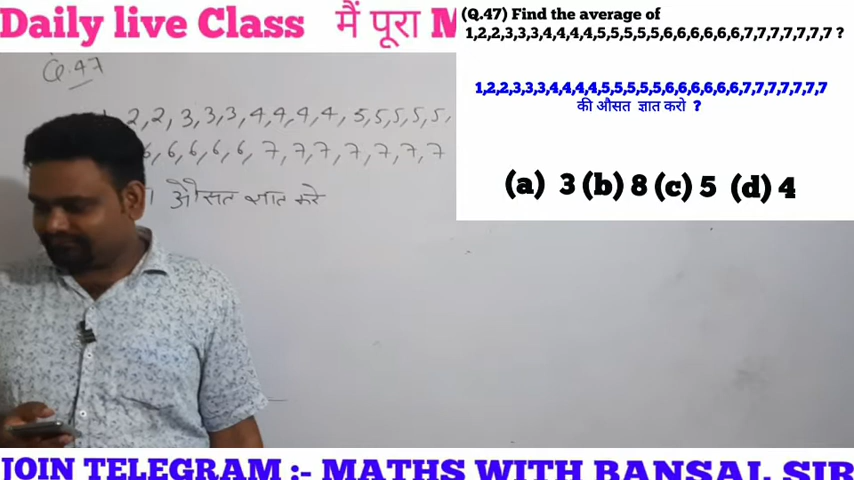 Daily live Class मैं पूरा M
(Q.47) Find the average of
1,2,2,3,3,3,4,4,4,4,5,5,5,5,5,6,6,6,6,6,6,7,7,7,7,7,7,7 ?
1,2,2,3,3,3,4,4,4,4,5,5,5,5,5,6,6,6,6,6,6,7,7,7,7,7,7,7
की औसत ज्ञात करो ?
(a) 3 (b) 8 (c) 5 (d) 4
Q.47
2,2,3,3,3,4,4,4,4,5,5,5,5,5,
6,6,6,6,6,7,7,7,7,7,7,7
औसत ज्ञात करे
JOIN TELEGRAM :- MATHS WITH BANSAL SIR